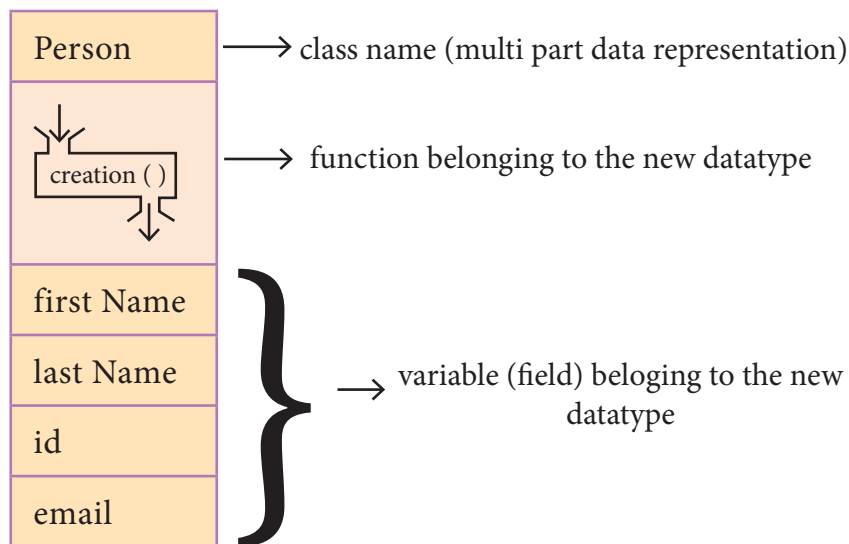 Person
class name (multi part data representation)
creation ( )
function belonging to the new datatype
first Name
last Name
id
email
variable (field) beloging to the new
datatype